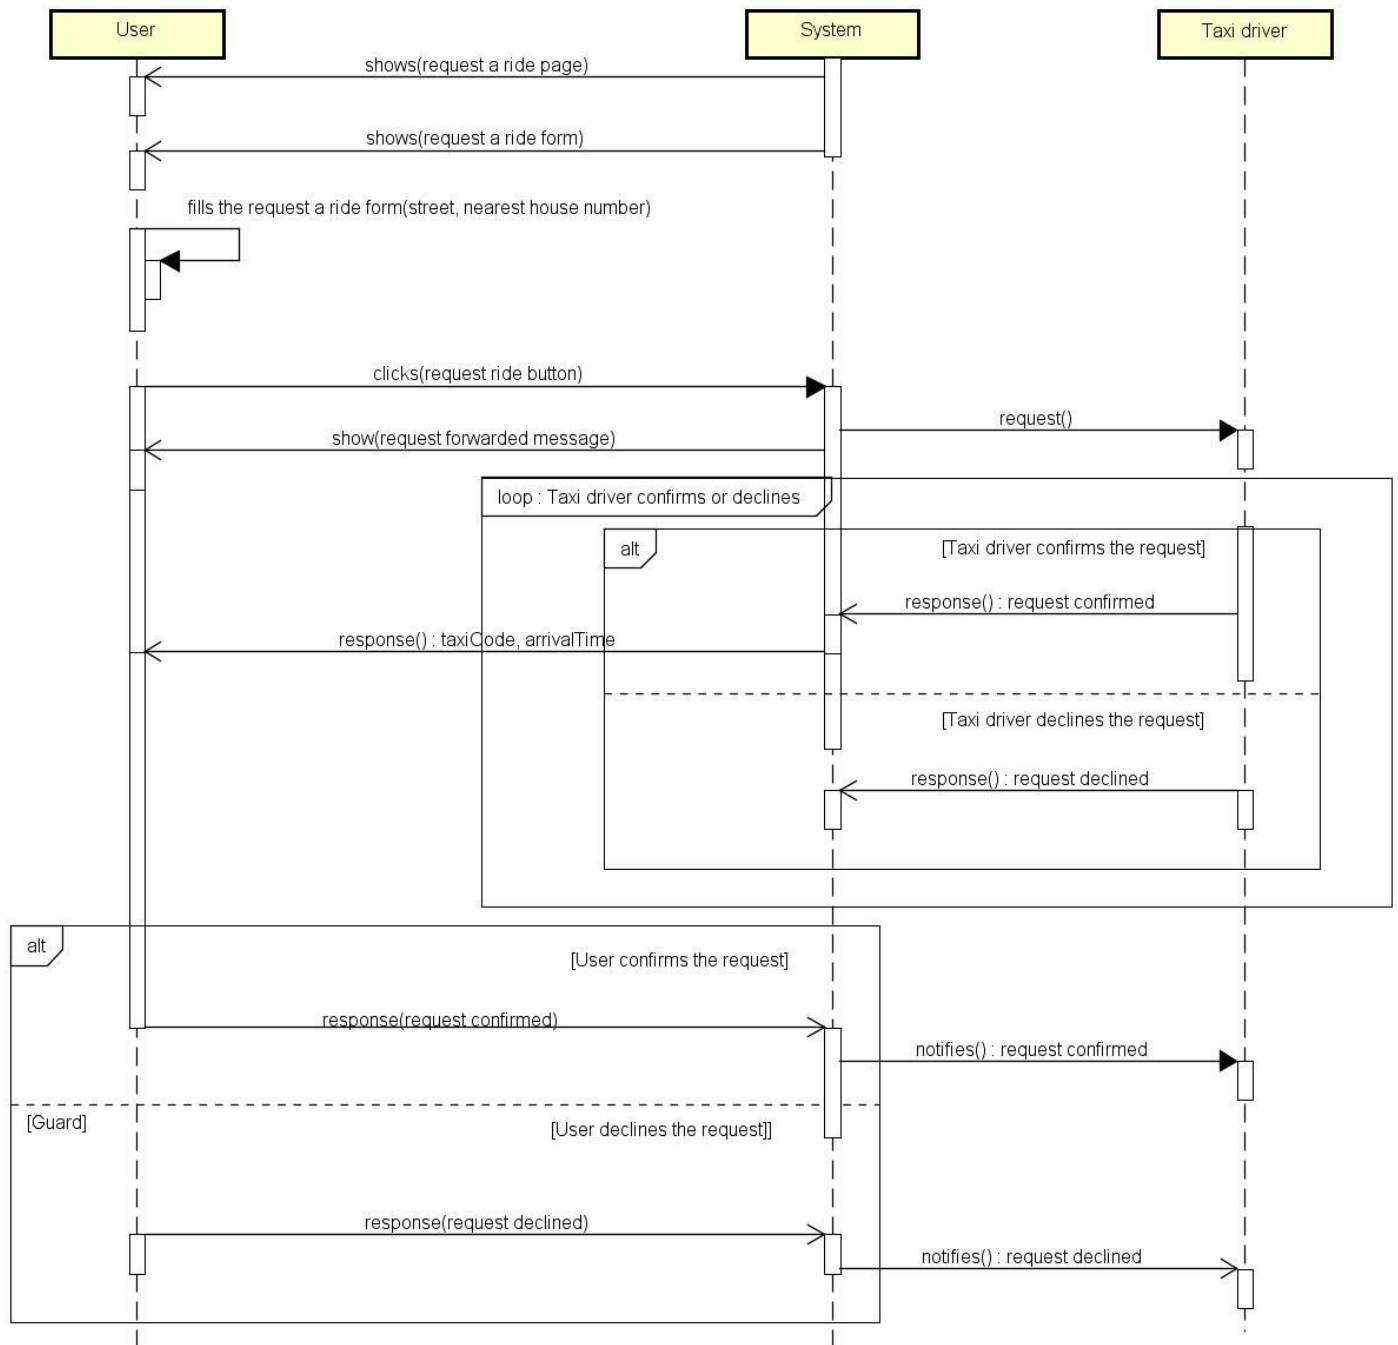 User
System
Taxi driver
shows(request a ride page)
shows(request a ride form)
fills the request a ride form(street, nearest house number)
clicks(request ride button)
request()
show(request forwarded message)
loop : Taxi driver confirms or declines
alt
[Taxi driver confirms the request]
response() : request confirmed
response() : taxiCode, arrivalTime
[Taxi driver declines the request]
response() : request declined
alt
[User confirms the request]
response(request confirmed)
notifies() : request confirmed
[Guard]
[User declines the request]]
response(request declined)
notifies() : request declined